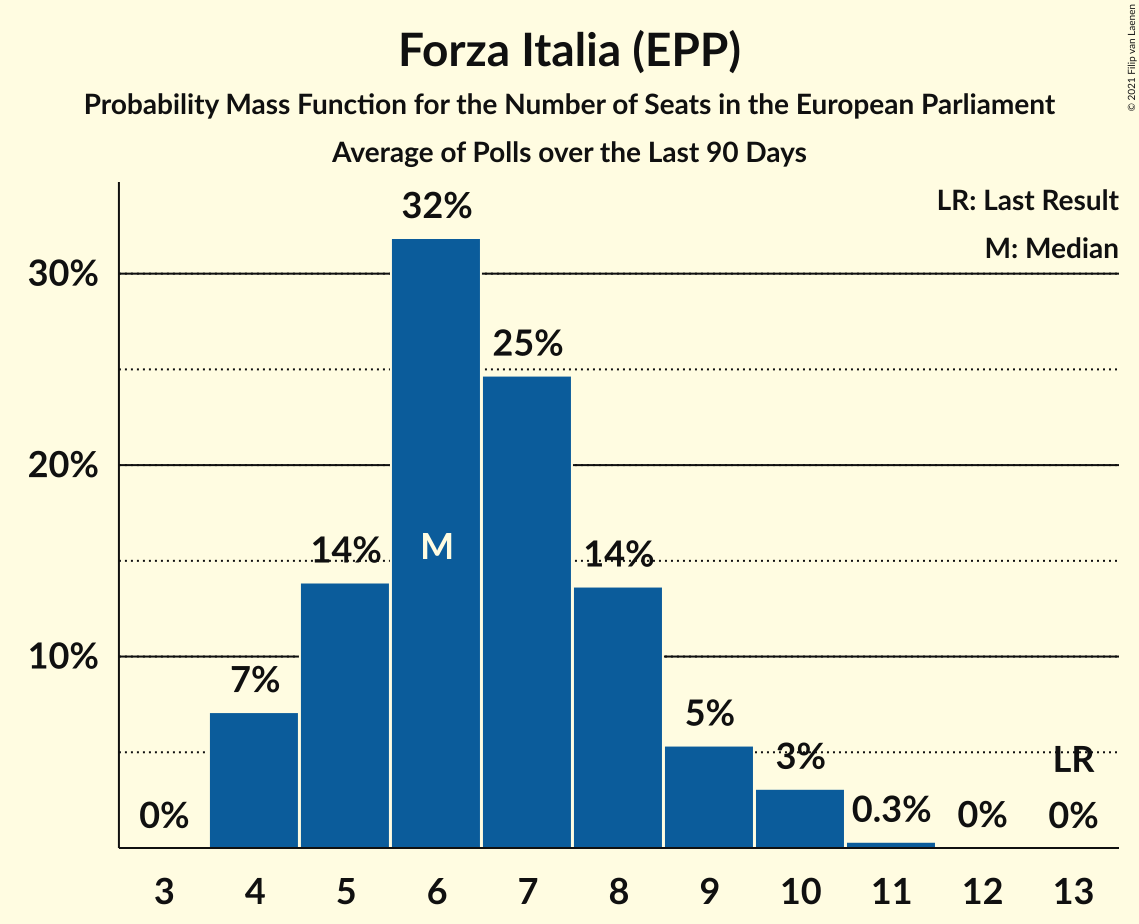 Forza Italia (EPP)
Probability Mass Function for the Number of Seats in the European Parliament
Average of Polls over the Last 90 Days
© 2021 Filip van Laenen
LR: Last Result
M: Median
32%
30%
25%
20%
14%
M
14%
10%
7%
5%
3%
LR
0%
0.3%
0%
0%
3 4 5 6 7 8 9 10 11 12 13